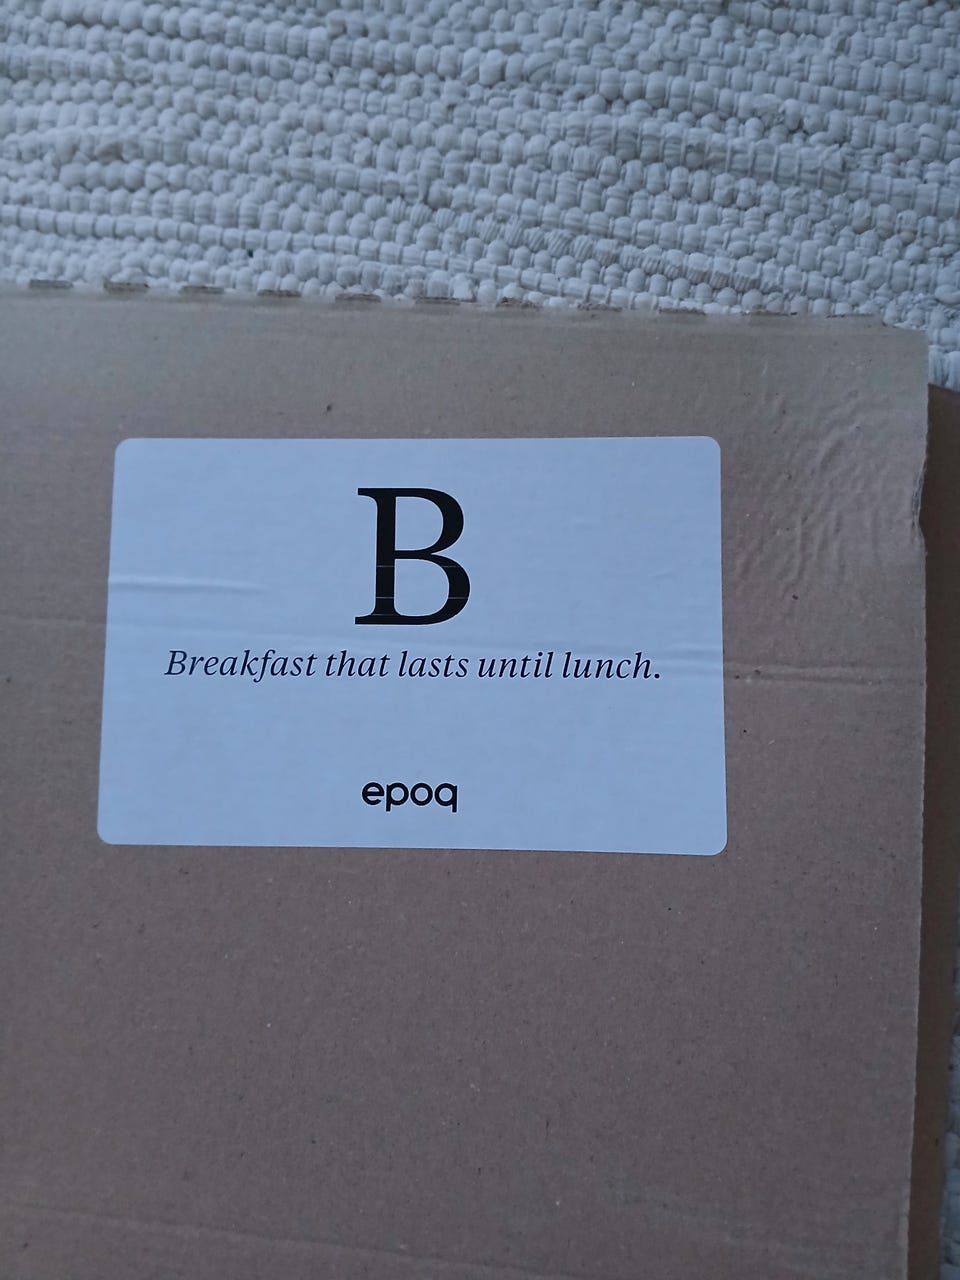 B
Breakfast that lasts until lunch.
epoq